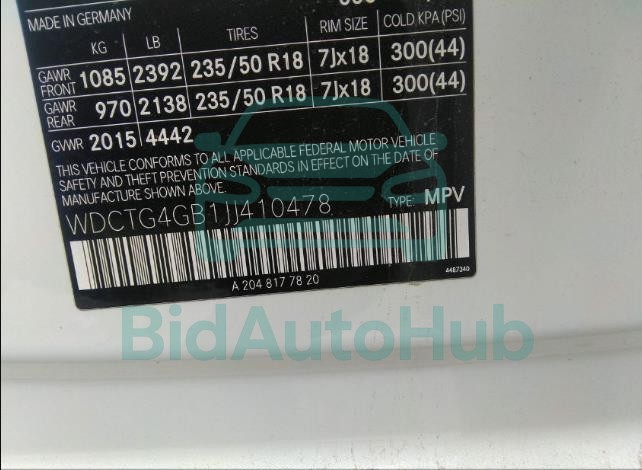 MADE IN GERMANY
KG LB TIRES RIM SIZE COLD KPA (PSI)
GAWR FRONT 1085 2392 235/50 R18 7Jx18 300(44)
GAWR REAR 970 2138 235/50 R18 7Jx18 300(44)
GVWR 2015 4442
THIS VEHICLE CONFORMS TO ALL APPLICABLE FEDERAL MOTOR VEHICLE
SAFETY AND THEFT PREVENTION STANDARDS IN EFFECT ON THE DATE OF
MANUFACTURE SHOWN ABOVE.
WDCTG4GB1JJ410478 TYPE: MPV
A 204 817 78 20
4487340
BidAutoHub